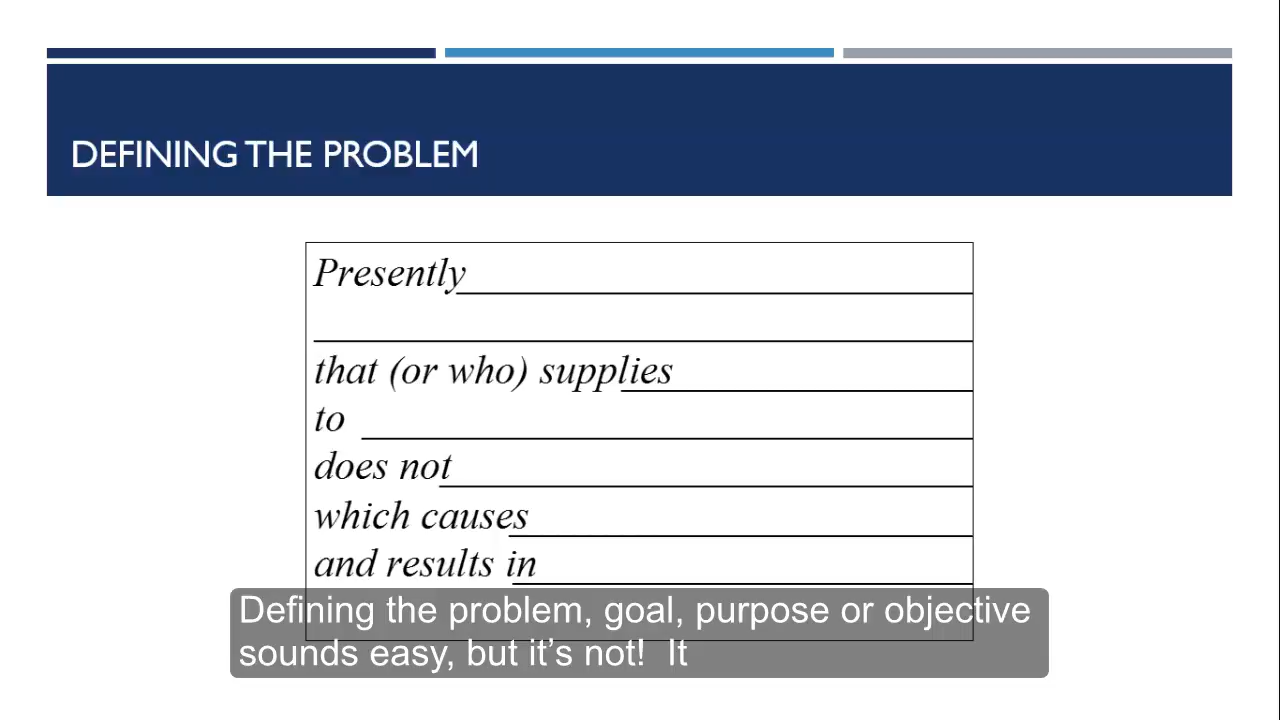 DEFINING THE PROBLEM
Presently
that (or who) supplies
to
does not
which causes
and results in
Defining the problem, goal, purpose or objective
sounds easy, but it’s not!  It